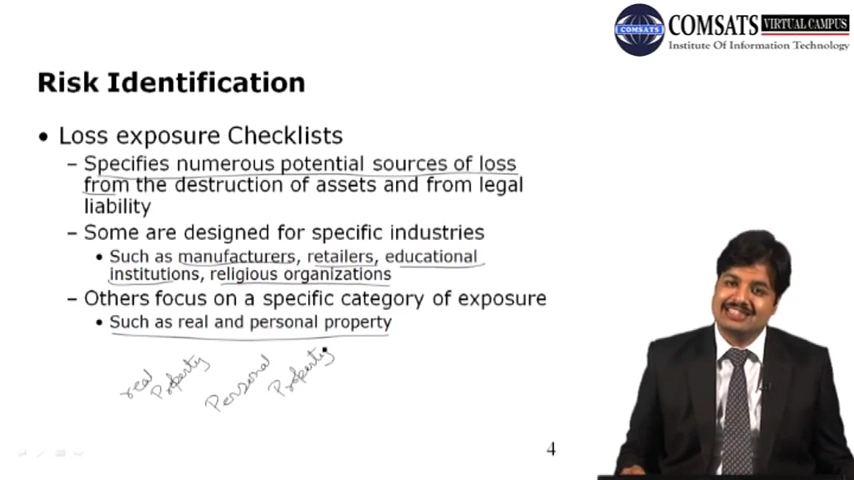 COMSATS
COMSATS VIRTUAL CAMPUS
Institute Of Information Technology
Risk Identification
• Loss exposure Checklists
– Specifies numerous potential sources of loss
from the destruction of assets and from legal
liability
– Some are designed for specific industries
• Such as manufacturers, retailers, educational
institutions, religious organizations
– Others focus on a specific category of exposure
• Such as real and personal property
real
Property
Personal
Property
4